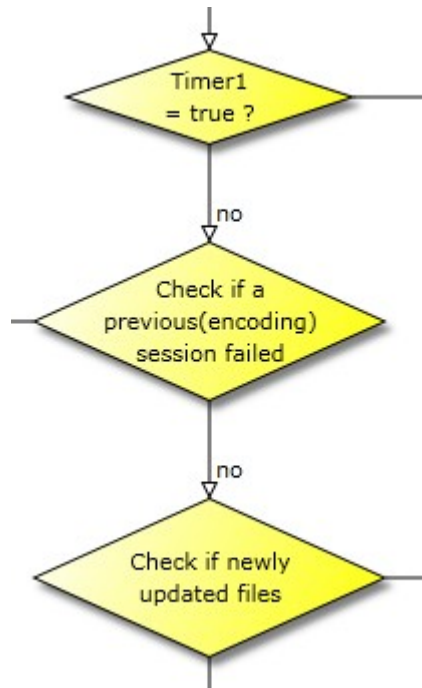 Timer1
= true ?
no
Check if a
previous(encoding)
session failed
no
Check if newly
updated files